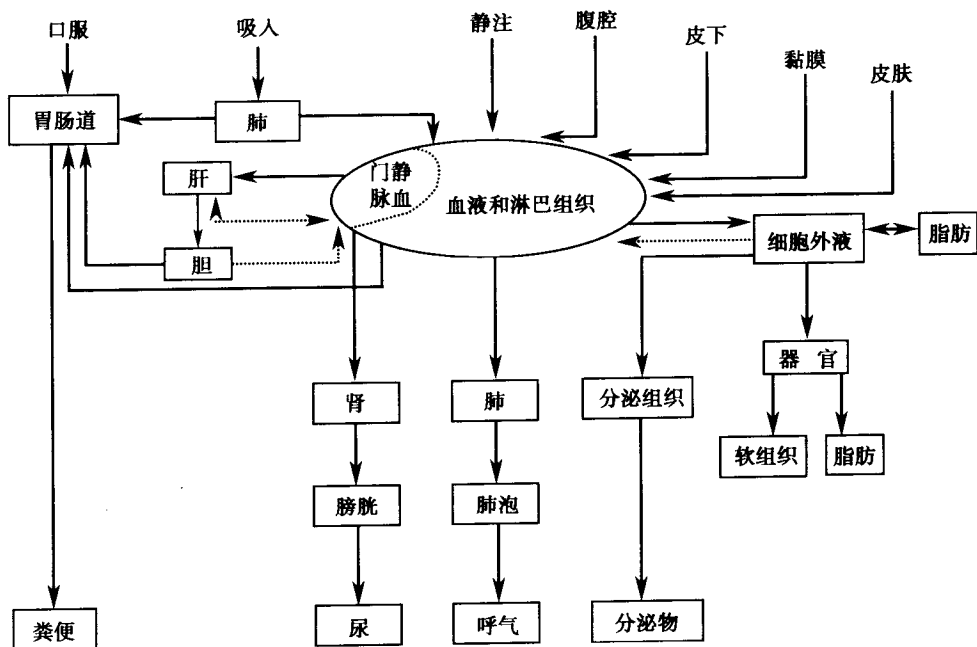 口服
吸入
静注
腹腔
皮下
黏膜
皮肤
胃肠道
肺
肝
胆
门静
脉血
血液和淋巴组织
细胞外液
脂肪
器 官
肾
肺
分泌组织
软组织
脂肪
膀胱
肺泡
粪便
尿
呼气
分泌物